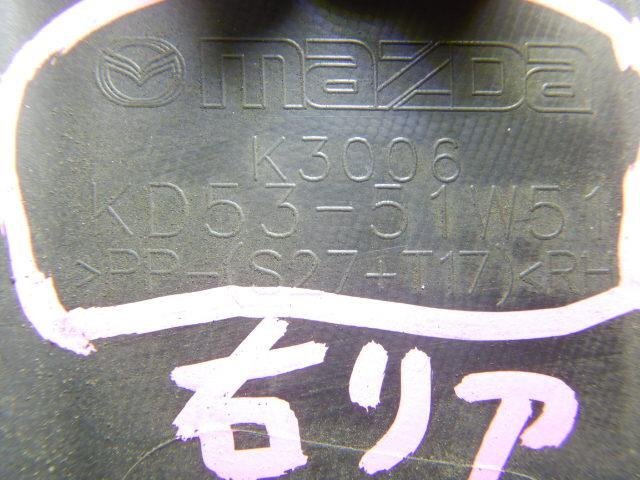 mazda
K3006
KD53-51W51
>PP-(S27+T17)<RH
右リア